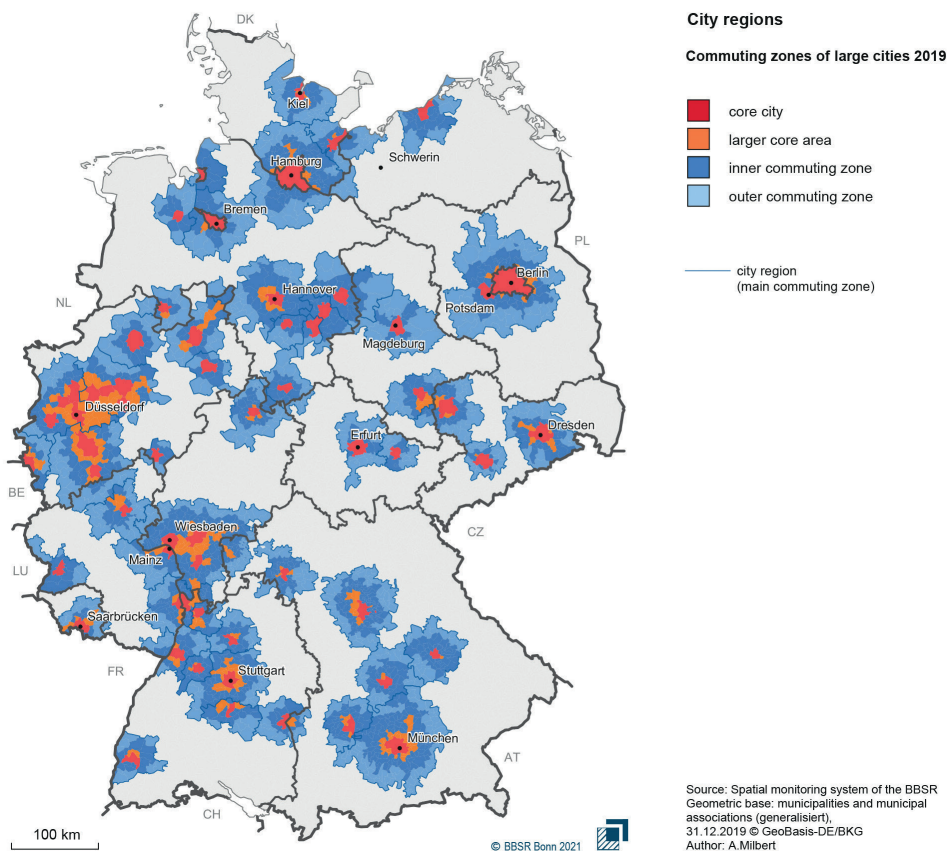 City regions
Commuting zones of large cities 2019
core city
larger core area
inner commuting zone
outer commuting zone
city region
(main commuting zone)
DK
Kiel
Schwerin
Hamburg
Bremen
PL
Berlin
Potsdam
Hannover
NL
Magdeburg
Düsseldorf
Dresden
Erfurt
BE
Wiesbaden
CZ
Mainz
LU
Saarbrücken
FR
Stuttgart
München
AT
CH
100 km
© BBSR Bonn 2021
Source: Spatial monitoring system of the BBSR
Geometric base: municipalities and municipal
associations (generalisiert),
31.12.2019 © GeoBasis-DE/BKG
Author: A.Milbert